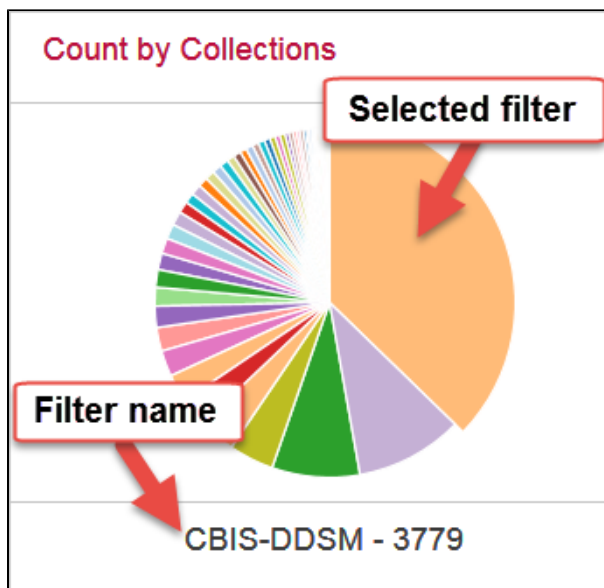 Count by Collections
Selected filter
Filter name
CBIS-DDSM - 3779